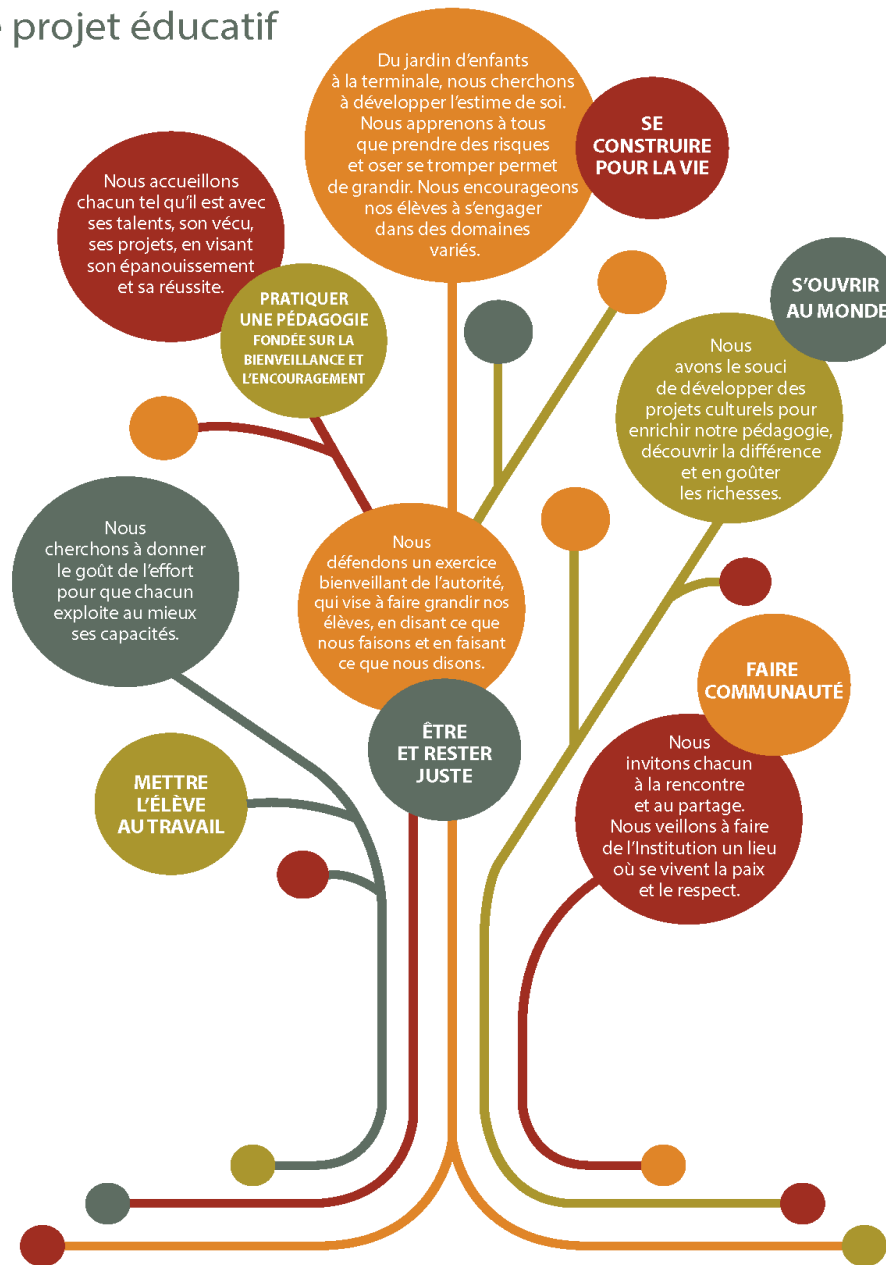 projet éducatif
Du jardin d'enfants
à la terminale, nous cherchons
à développer l'estime de soi.
Nous apprenons à tous
que prendre des risques
et oser se tromper permet
de grandir. Nous encourageons
nos élèves à s'engager
dans des domaines
variés.
SE
CONSTRUIRE
POUR LA VIE
Nous accueillons
chacun tel qu'il est avec
ses talents, son vécu,
ses projets, en visant
son épanouissement
et sa réussite.
PRATIQUER
UNE PÉDAGOGIE
FONDÉE SUR LA
BIENVEILLANCE ET
L'ENCOURAGEMENT
S'OUVRIR
AU MONDE
Nous
avons le souci
de développer des
projets culturels pour
enrichir notre pédagogie,
découvrir la différence
et en goûter
les richesses.
Nous
cherchons à donner
le goût de l'effort
pour que chacun
exploite au mieux
ses capacités.
METTRE
L'ÉLÈVE
AU TRAVAIL
Nous
défendons un exercice
bienveillant de l'autorité,
qui vise à faire grandir nos
élèves, en disant ce que
nous faisons et en faisant
ce que nous disons.
ÊTRE
ET RESTER
JUSTE
FAIRE
COMMUNAUTÉ
Nous
invitons chacun
à la rencontre
et au partage.
Nous veillons à faire
de l'Institution un lieu
où se vivent la paix
et le respect.